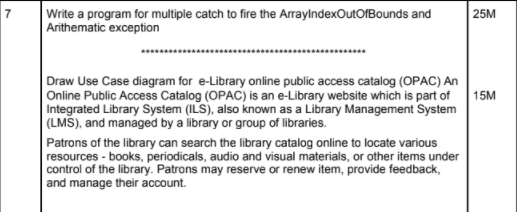 7 Write a program for multiple catch to fire the ArrayIndexOutOfBounds and 25M
Arithematic exception
**************************************************
Draw Use Case diagram for e-Library online public access catalog (OPAC) An
Online Public Access Catalog (OPAC) is an e-Library website which is part of 15M
Integrated Library System (ILS), also known as a Library Management System
(LMS), and managed by a library or group of libraries.
Patrons of the library can search the library catalog online to locate various
resources - books, periodicals, audio and visual materials, or other items under
control of the library. Patrons may reserve or renew item, provide feedback,
and manage their account.